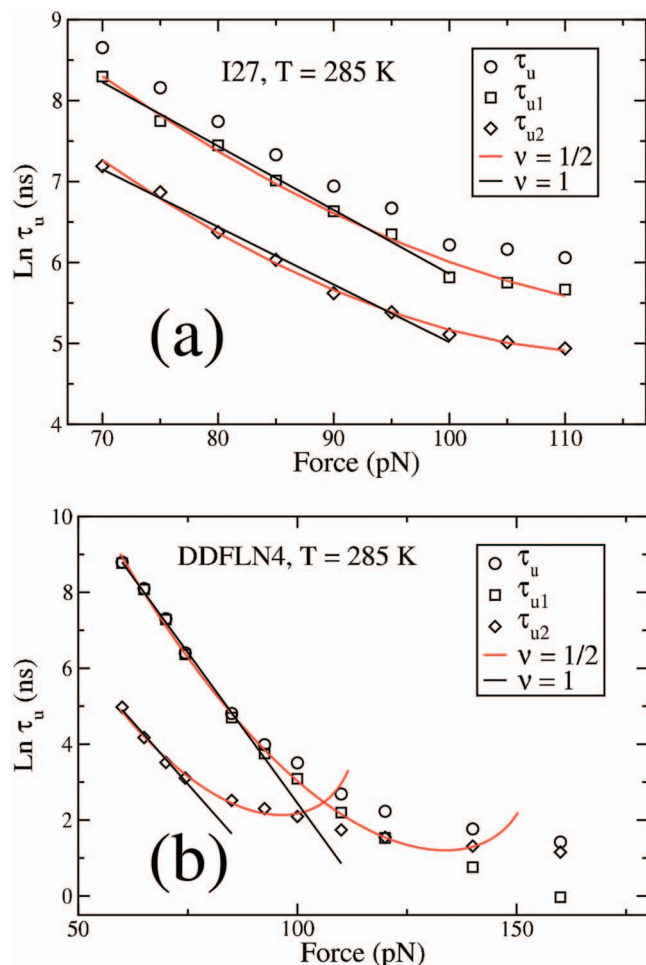 9
8
7
6
5
4
Ln τu (ns)
I27, T = 285 K
τu
τu1
τu2
ν = 1/2
ν = 1
(a)
70 80 90 100 110
Force (pN)
10
8
6
4
2
0
Ln τu (ns)
DDFLN4, T = 285 K
τu
τu1
τu2
ν = 1/2
ν = 1
(b)
50 100 150
Force (pN)